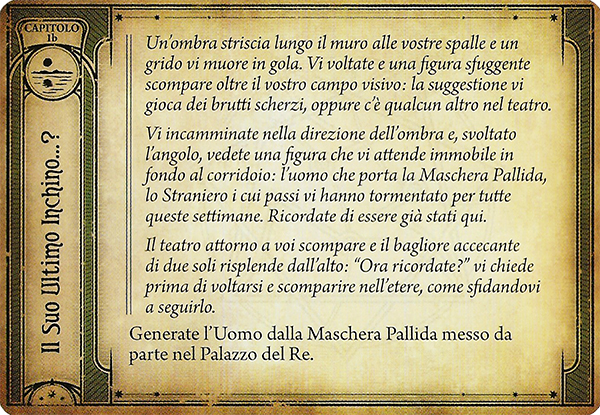 CAPITOLO
1b
Il Suo Ultimo Inchino...?
Un'ombra striscia lungo il muro alle vostre spalle e un
grido vi muore in gola. Vi voltate e una figura sfuggente
scompare oltre il vostro campo visivo: la suggestione vi
gioca dei brutti scherzi, oppure c'è qualcun altro nel teatro.
Vi incamminate nella direzione dell'ombra e, svoltato
l'angolo, vedete una figura che vi attende immobile in
fondo al corridoio: l'uomo che porta la Maschera Pallida,
lo Straniero i cui passi vi hanno tormentato per tutte
queste settimane. Ricordate di essere già stati qui.
Il teatro attorno a voi scompare e il bagliore accecante
di due soli risplende dall'alto: “Ora ricordate?” vi chiede
prima di voltarsi e scomparire nell'etere, come sfidandovi
a seguirlo.
Generate l'Uomo dalla Maschera Pallida messo da
parte nel Palazzo del Re.